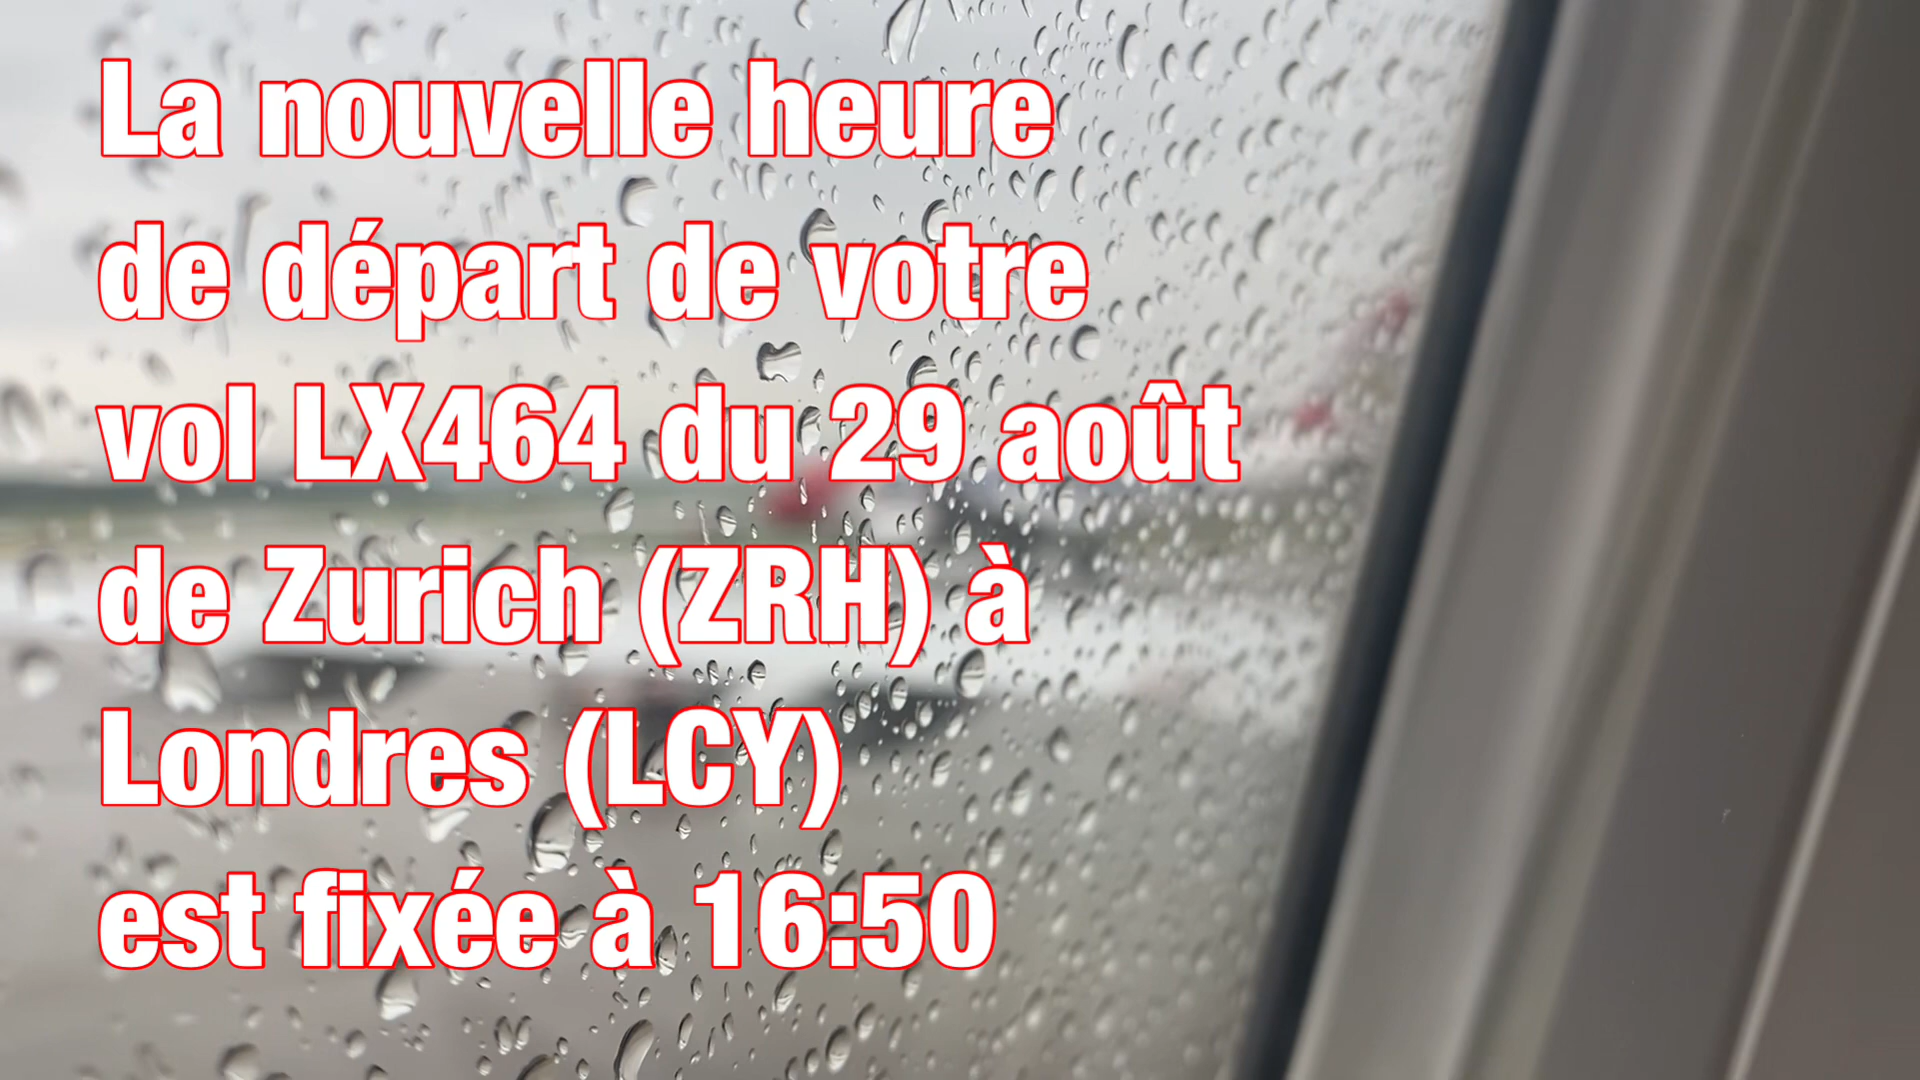 La nouvelle heure
de départ de votre
vol LX464 du 29 août
de Zurich (ZRH) à
Londres (LCY)
est fixée à 16:50